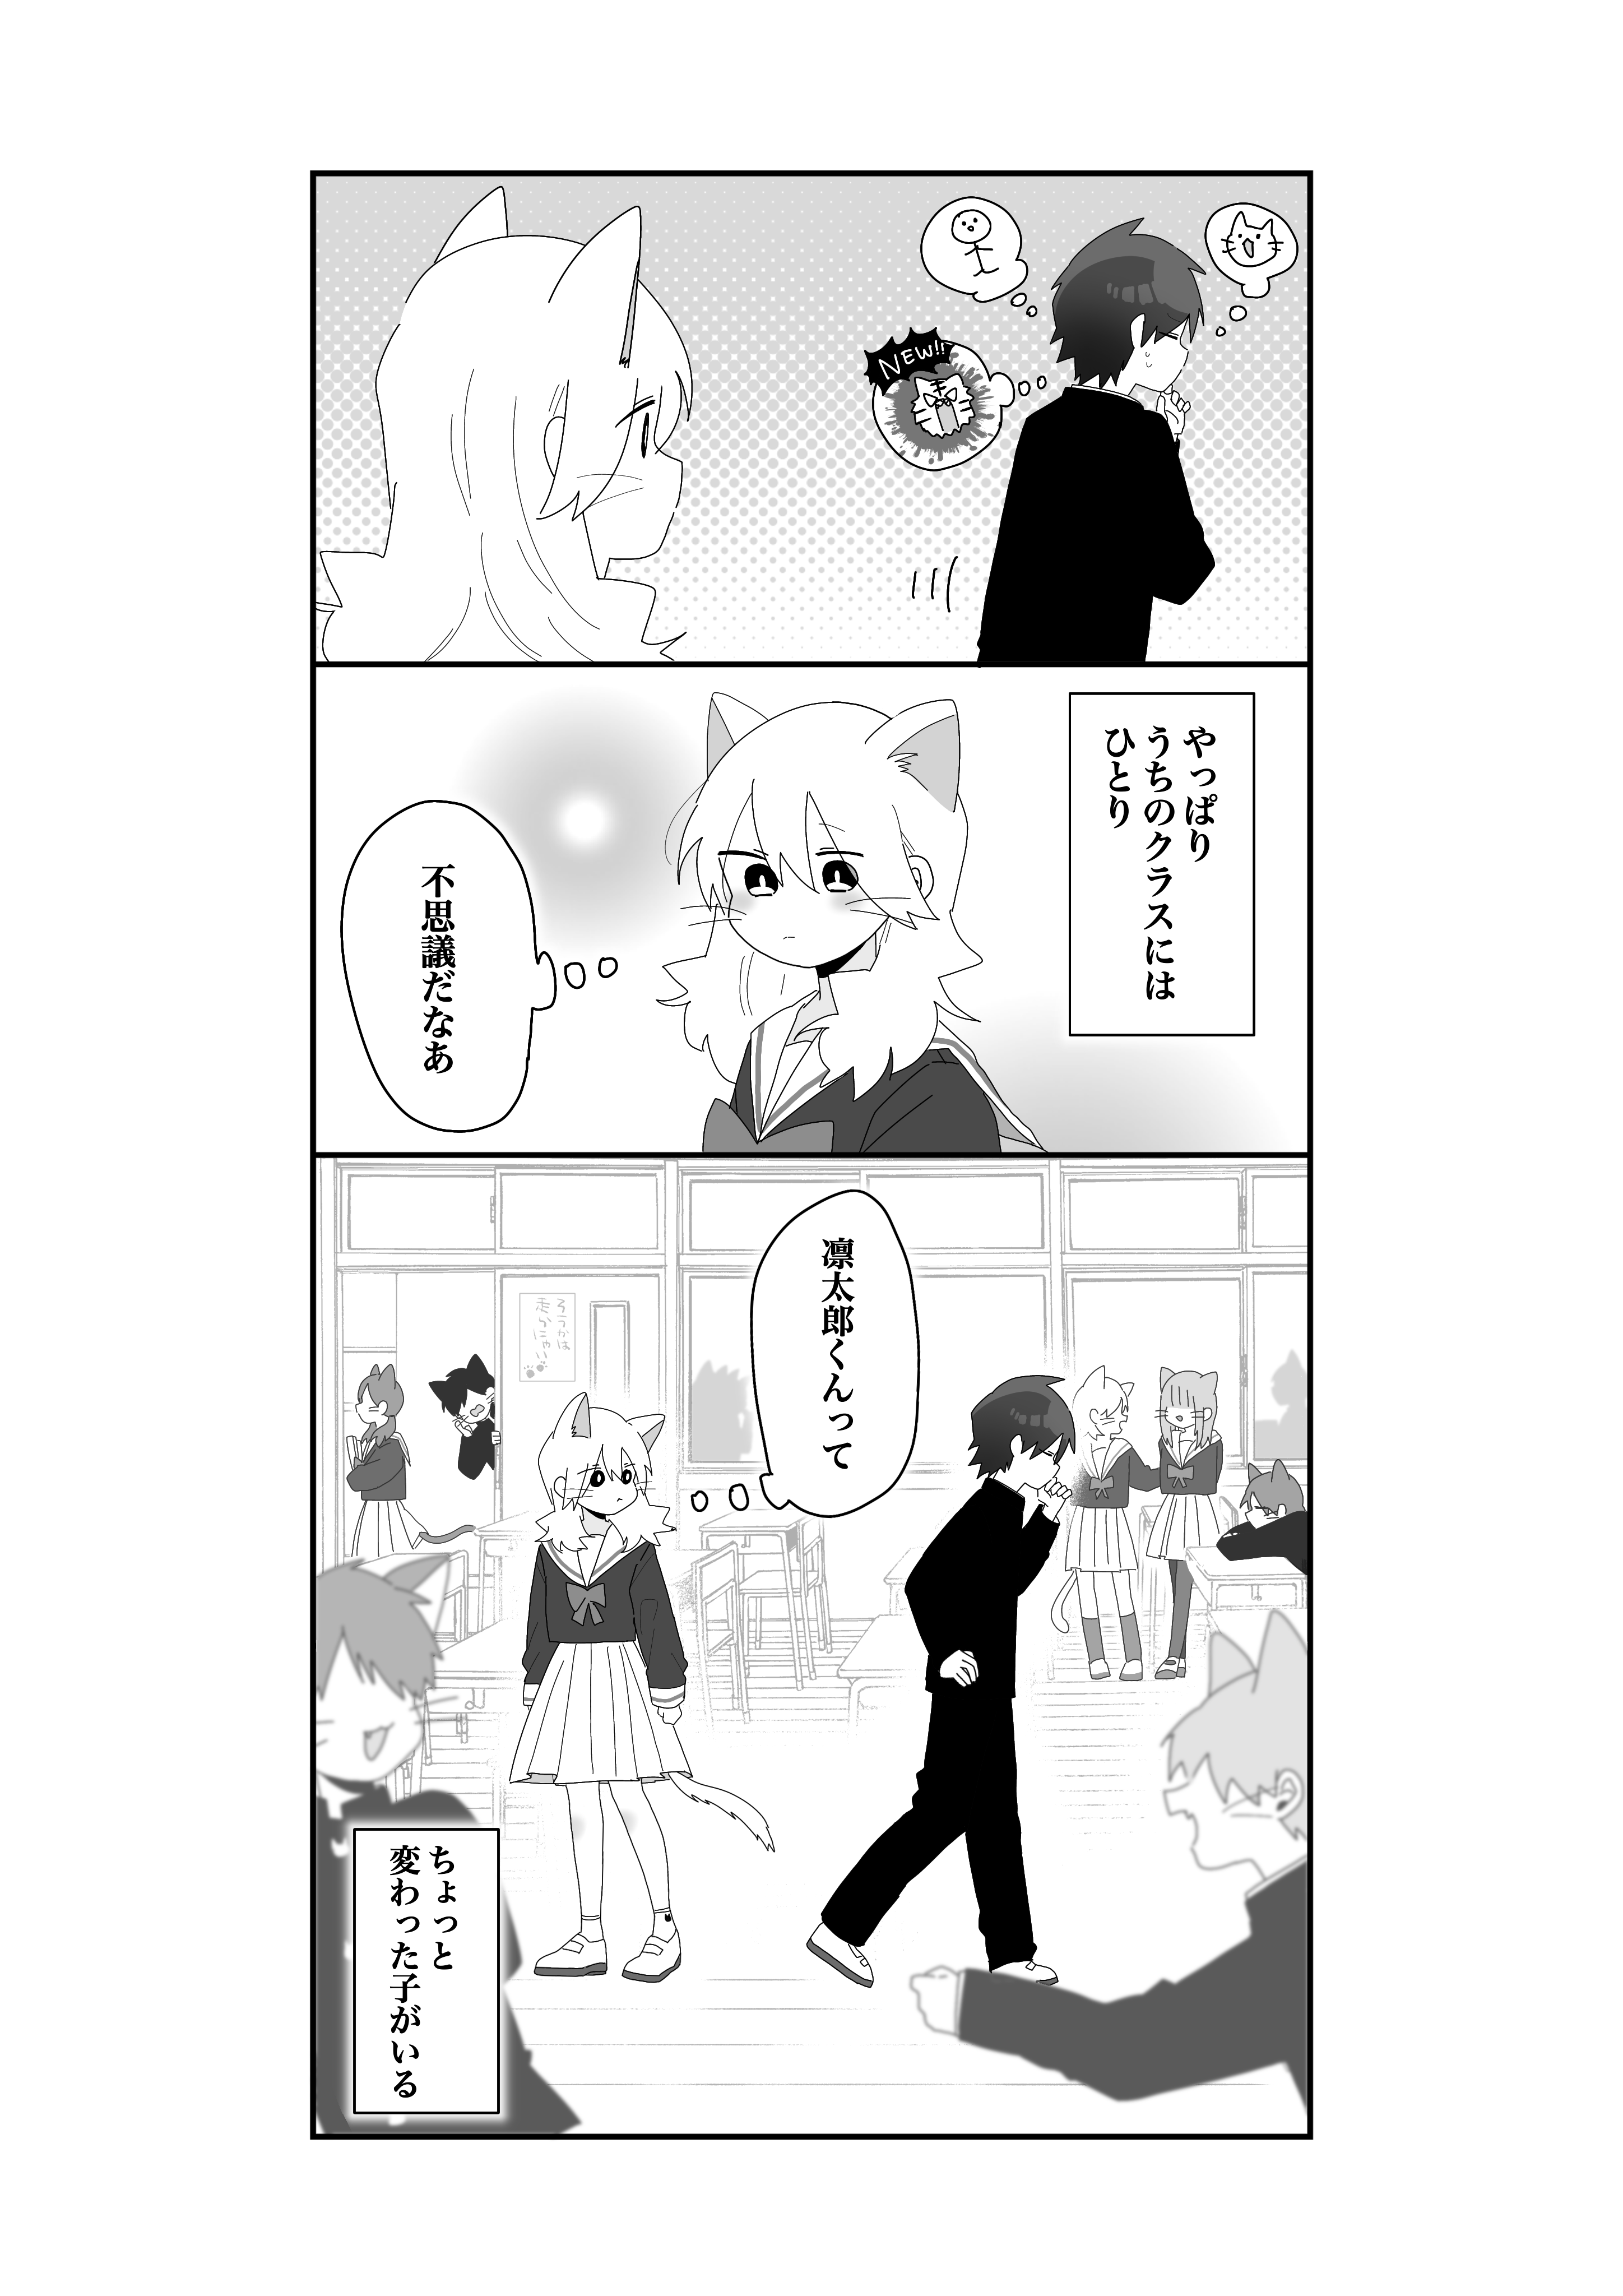 NEW!!
やっぱり
うちのクラスには
ひとり
不思議だなあ
凛太郎くんって
ろうかは
走らにゃい
ちょっと
変わった子がいる